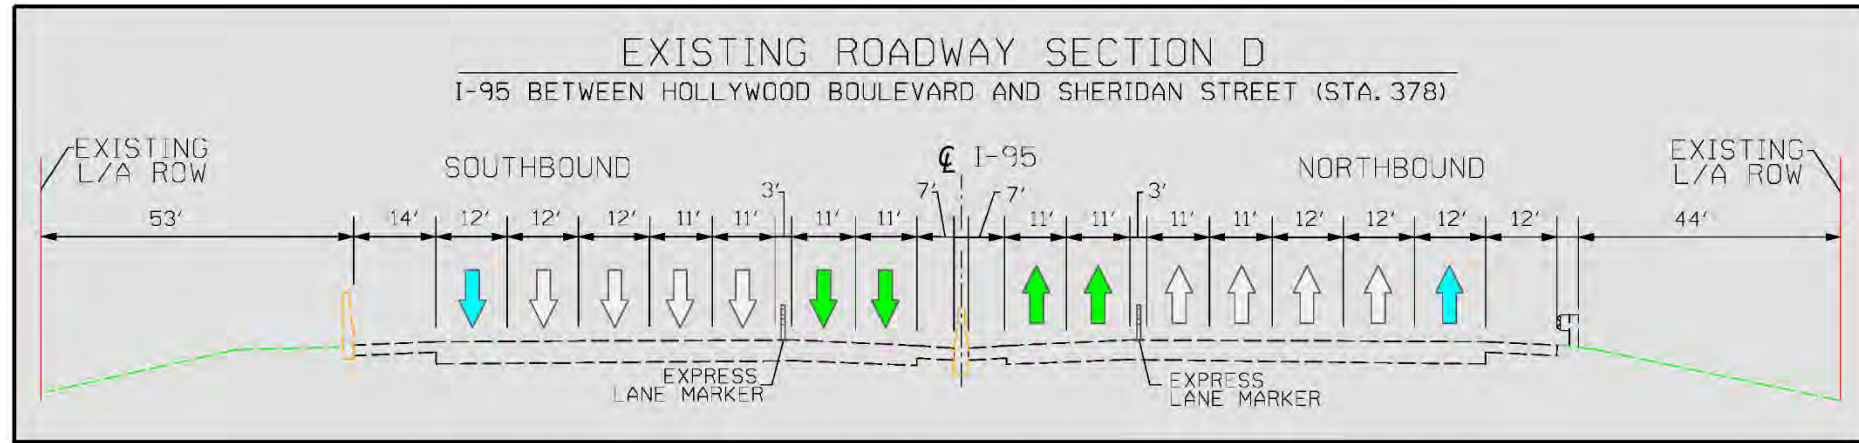 EXISTING ROADWAY SECTION D
I-95 BETWEEN HOLLYWOOD BOULEVARD AND SHERIDAN STREET (STA. 378)
EXISTING
L/A ROW
SOUTHBOUND
℄ I-95
NORTHBOUND
EXISTING
L/A ROW
3' 7' 7' 3'
53' 14' 12' 12' 12' 11' 11' 11' 11' 11' 11' 11' 11' 12' 12' 12' 12' 44'
EXPRESS
LANE MARKER
EXPRESS
LANE MARKER